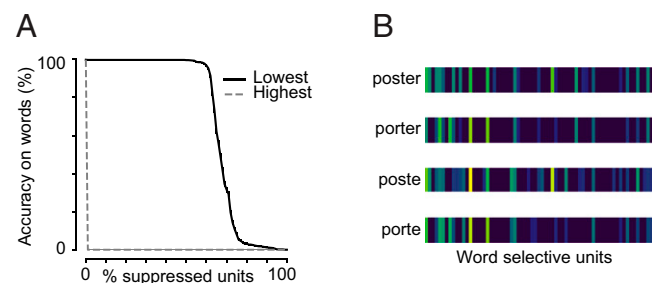 A
Accuracy on words (%)
100
0
Lowest
Highest
0
100
% suppressed units
B
poster
porter
poste
porte
Word selective units